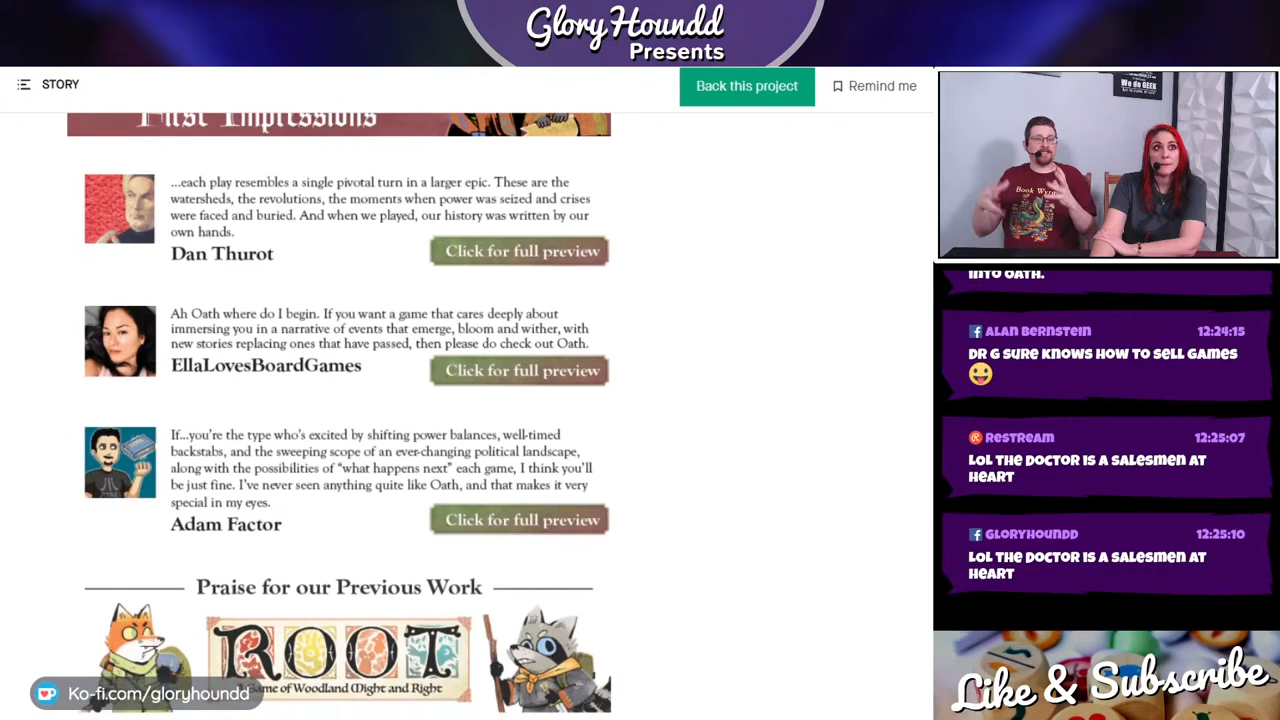 GloryHoundd
Presents
STORY
Back this project
Remind me
First Impressions
...each play resembles a single pivotal turn in a larger epic. These are the
watersheds, the revolutions, the moments when power was seized and crises
were faced and buried. And when we played, our history was written by our
own hands.
Dan Thurot
Click for full preview
Ah Oath where do I begin. If you want a game that cares deeply about
immersing you in a narrative of events that emerge, bloom and wither, with
new stories replacing ones that have passed, then please do check out Oath.
EllaLovesBoardGames
Click for full preview
If...you're the type who's excited by shifting power balances, well-timed
backstabs, and the sweeping scope of an ever-changing political landscape,
along with the possibilities of "what happens next" each game, I think you'll
be just fine. I've never seen anything quite like Oath, and that makes it very
special in my eyes.
Adam Factor
Click for full preview
Praise for our Previous Work
ROOT
Game of Woodland Might and Right
Ko-fi.com/gloryhoundd
We do GEEK
Book Wyrm
INTO OATH.
ALAN BERNSTEIN 12:24:15
DR G SURE KNOWS HOW TO SELL GAMES
RESTREAM 12:25:07
LOL THE DOCTOR IS A SALESMEN AT
HEART
GLORYHOUNDD 12:25:10
LOL THE DOCTOR IS A SALESMEN AT
HEART
Like & Subscribe